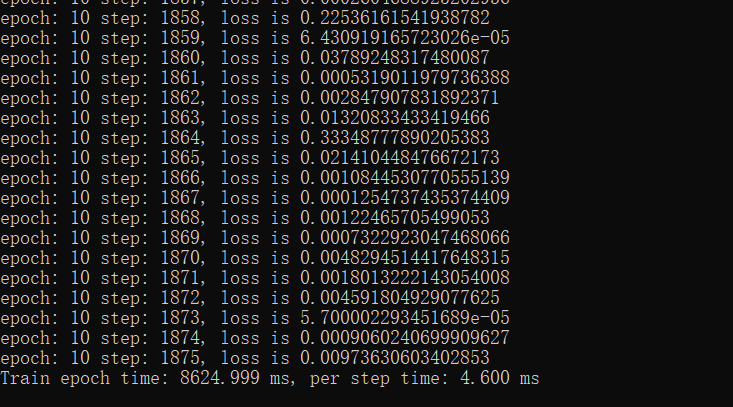 epoch: 10 step: 1858, loss is 0.22536161541938782
epoch: 10 step: 1859, loss is 6.430919165723026e-05
epoch: 10 step: 1860, loss is 0.03789248317480087
epoch: 10 step: 1861, loss is 0.0005319011979736388
epoch: 10 step: 1862, loss is 0.002847907831892371
epoch: 10 step: 1863, loss is 0.01320833433419466
epoch: 10 step: 1864, loss is 0.33348777890205383
epoch: 10 step: 1865, loss is 0.021410448476672173
epoch: 10 step: 1866, loss is 0.0010844530770555139
epoch: 10 step: 1867, loss is 0.0001254737435374409
epoch: 10 step: 1868, loss is 0.00122465705499053
epoch: 10 step: 1869, loss is 0.0007322923047468066
epoch: 10 step: 1870, loss is 0.0048294514417648315
epoch: 10 step: 1871, loss is 0.0018013222143054008
epoch: 10 step: 1872, loss is 0.004591804929077625
epoch: 10 step: 1873, loss is 5.700002293451689e-05
epoch: 10 step: 1874, loss is 0.0009060240699909627
epoch: 10 step: 1875, loss is 0.00973630603402853
Train epoch time: 8624.999 ms, per step time: 4.600 ms